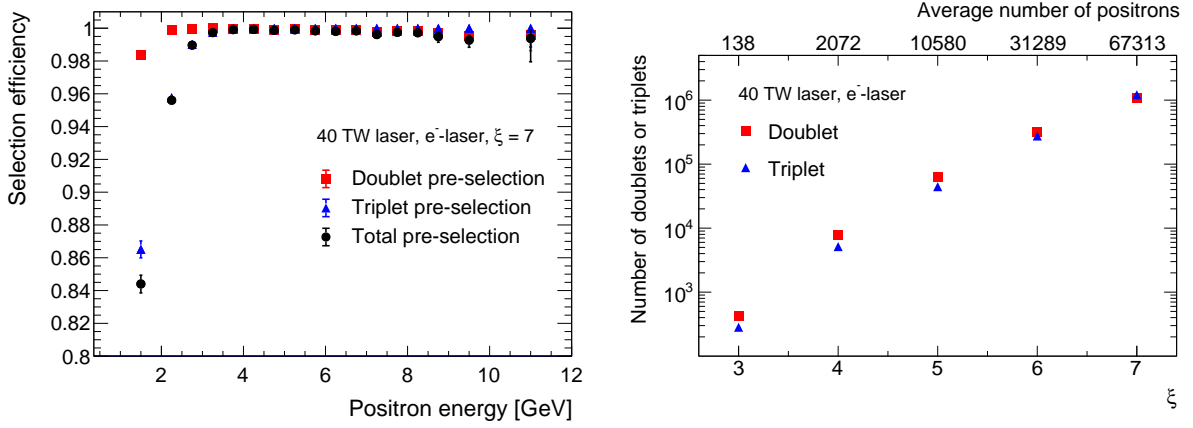 1
0.98
0.96
0.94
0.92
0.9
0.88
0.86
0.84
0.82
0.8
Selection efficiency
40 TW laser, e⁻-laser, ξ = 7
Doublet pre-selection
Triplet pre-selection
Total pre-selection
2 4 6 8 10 12
Positron energy [GeV]
Average number of positrons
138 2072 10580 31289 67313
10⁶
10⁵
10⁴
10³
Number of doublets or triplets
40 TW laser, e⁻-laser
Doublet
Triplet
3 4 5 6 7
ξ